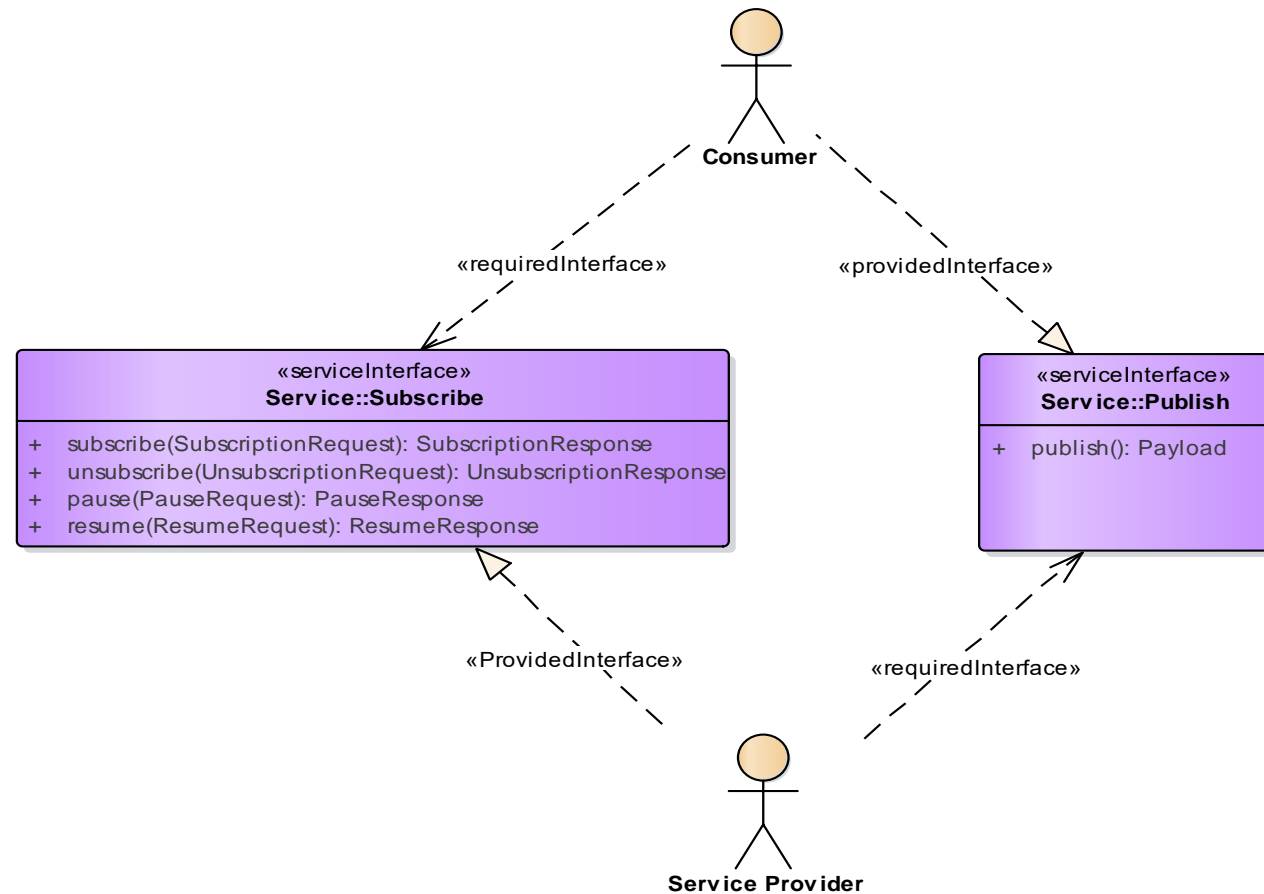 Consumer
«requiredInterface»
«providedInterface»
«serviceInterface»
Service::Subscribe
+ subscribe(SubscriptionRequest): SubscriptionResponse
+ unsubscribe(UnsubscriptionRequest): UnsubscriptionResponse
+ pause(PauseRequest): PauseResponse
+ resume(ResumeRequest): ResumeResponse
«serviceInterface»
Service::Publish
+ publish(): Payload
«ProvidedInterface»
«requiredInterface»
Service Provider